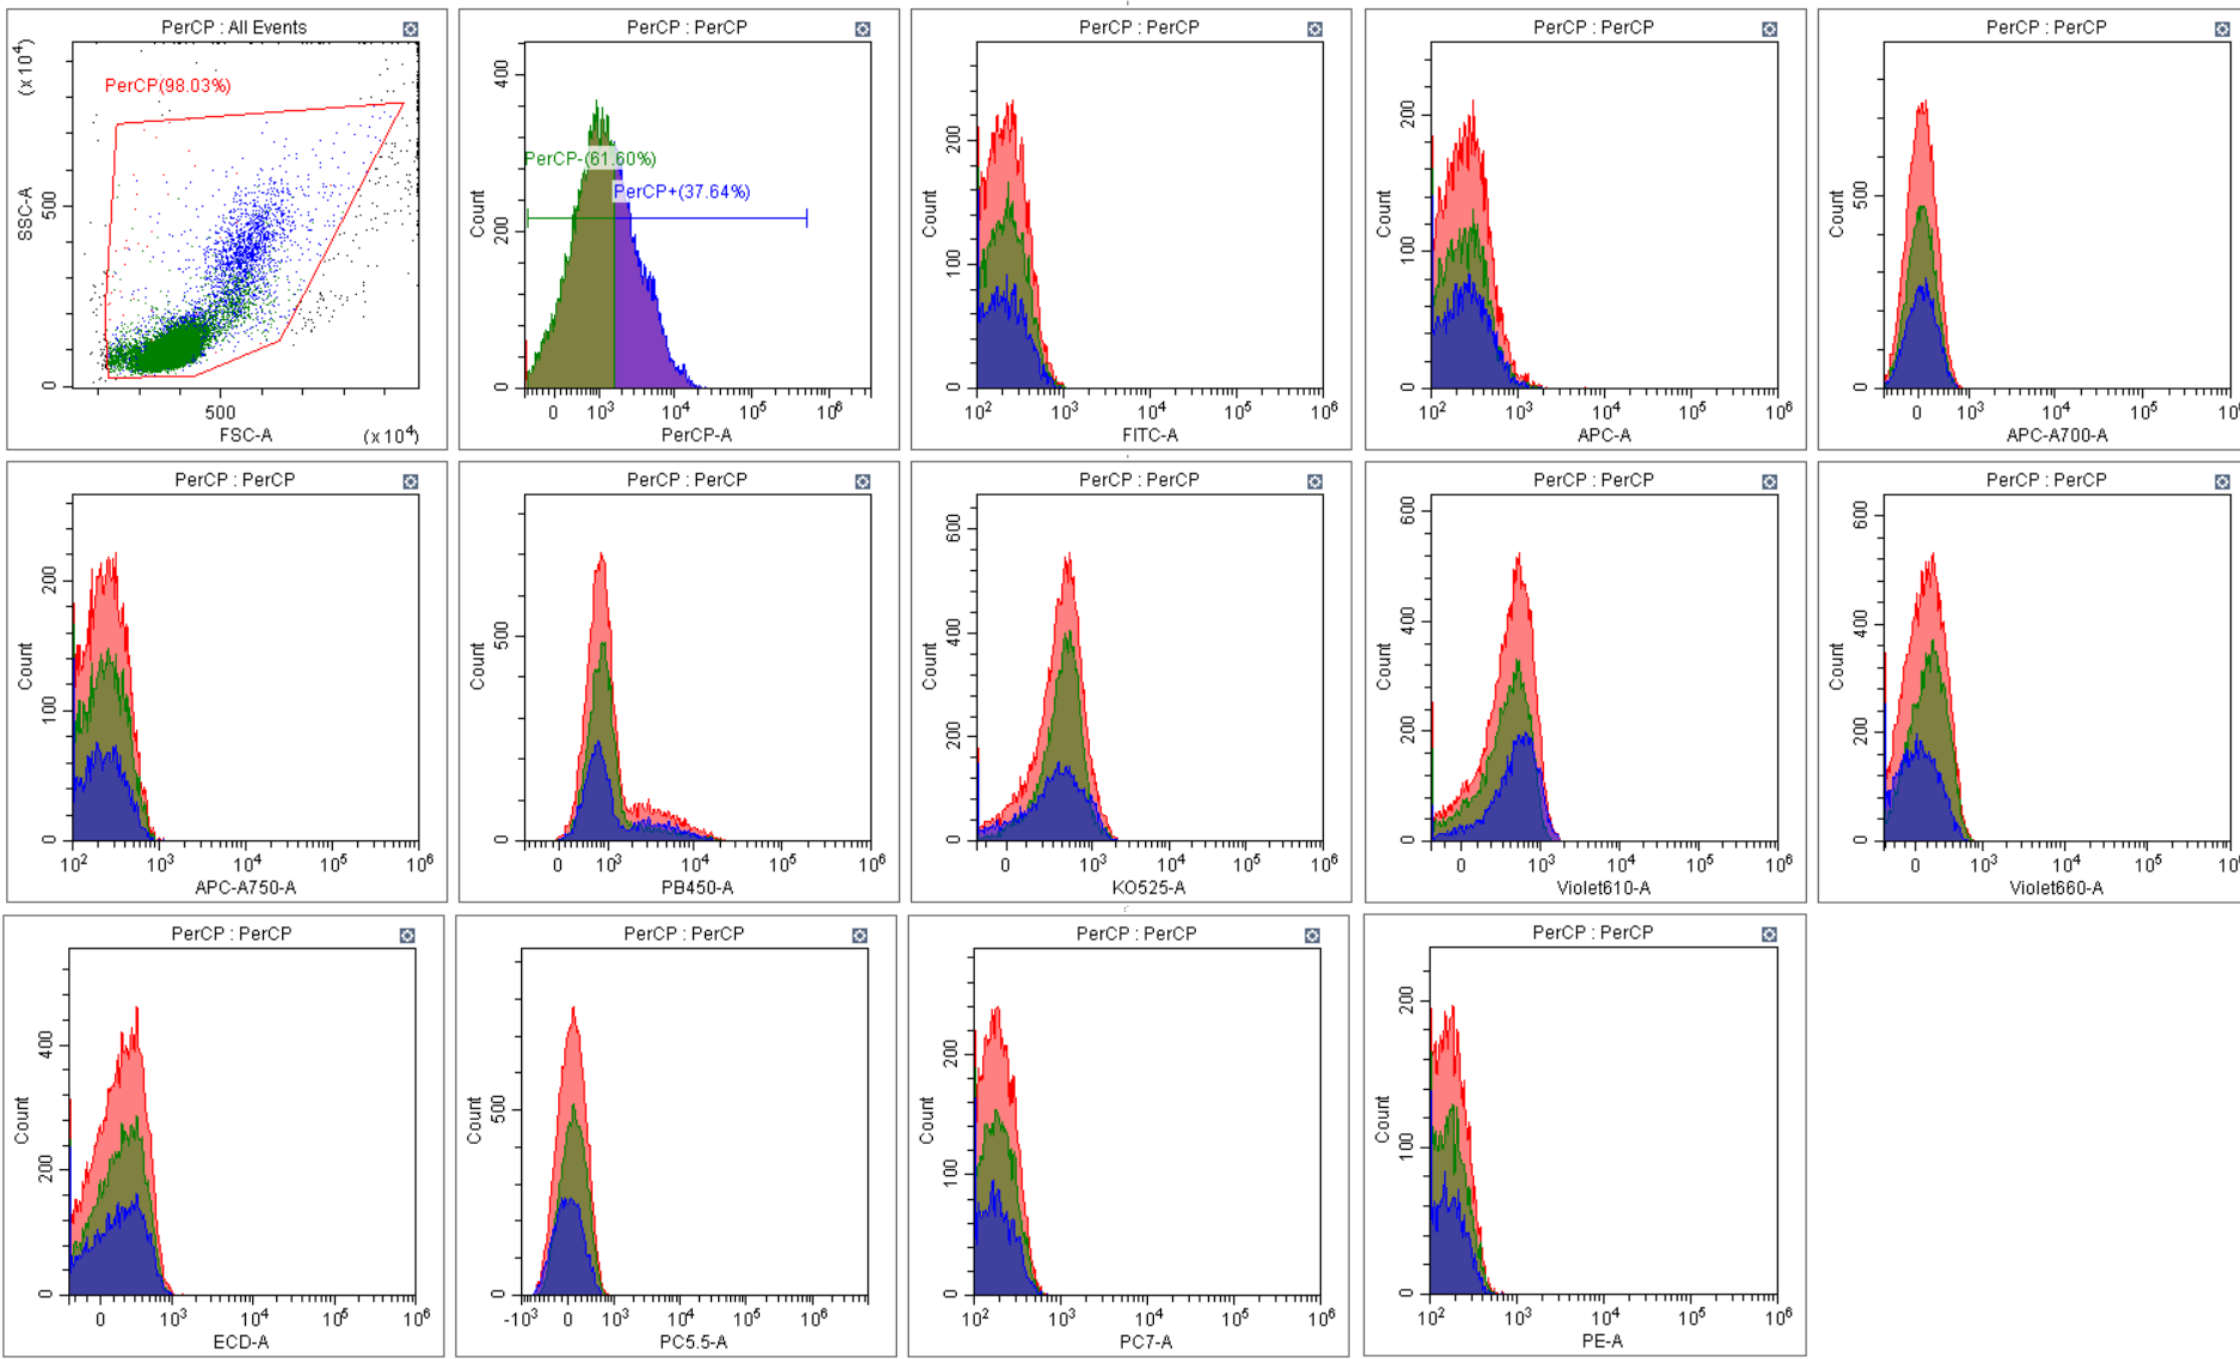 PerCP : All Events
SSC-A
(x10⁴)
PerCP(98.03%)
500
0
500
FSC-A
(x10⁴)
PerCP : PerCP
Count
400
200
0
PerCP-(61.60%)
PerCP+(37.64%)
0 10³ 10⁴ 10⁵ 10⁶
PerCP-A
PerCP : PerCP
Count
200
100
0
10² 10³ 10⁴ 10⁵ 10⁶
FITC-A
PerCP : PerCP
Count
200
100
0
10² 10³ 10⁴ 10⁵ 10⁶
APC-A
PerCP : PerCP
Count
500
0
0 10³ 10⁴ 10⁵
APC-A700-A
PerCP : PerCP
Count
200
100
0
10² 10³ 10⁴ 10⁵ 10⁶
APC-A750-A
PerCP : PerCP
Count
500
0
0 10³ 10⁴ 10⁵ 10⁶
PB450-A
PerCP : PerCP
Count
600
400
200
0
0 10³ 10⁴ 10⁵ 10⁶
KO525-A
PerCP : PerCP
Count
600
400
200
0
0 10³ 10⁴ 10⁵ 10⁶
Violet610-A
PerCP : PerCP
Count
600
400
200
0
0 10³ 10⁴ 10⁵
Violet660-A
PerCP : PerCP
Count
400
200
0
0 10³ 10⁴ 10⁵ 10⁶
ECD-A
PerCP : PerCP
Count
500
0
-10³ 0 10³ 10⁴ 10⁵ 10⁶
PC5.5-A
PerCP : PerCP
Count
200
100
0
10² 10³ 10⁴ 10⁵ 10⁶
PC7-A
PerCP : PerCP
Count
200
100
0
10² 10³ 10⁴ 10⁵ 10⁶
PE-A